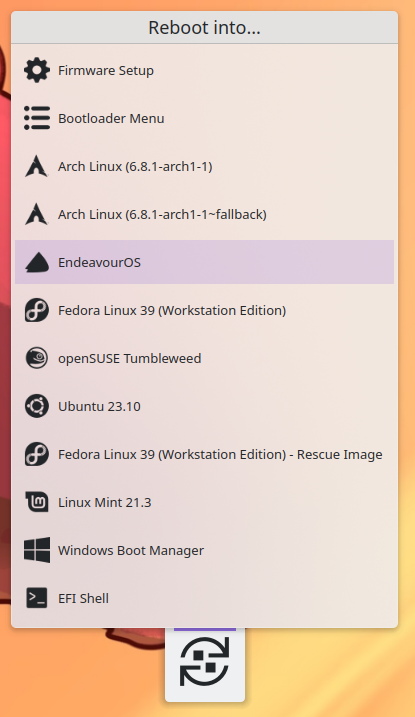 Reboot into...
Firmware Setup
Bootloader Menu
Arch Linux (6.8.1-arch1-1)
Arch Linux (6.8.1-arch1-1~fallback)
EndeavourOS
Fedora Linux 39 (Workstation Edition)
openSUSE Tumbleweed
Ubuntu 23.10
Fedora Linux 39 (Workstation Edition) - Rescue Image
Linux Mint 21.3
Windows Boot Manager
EFI Shell